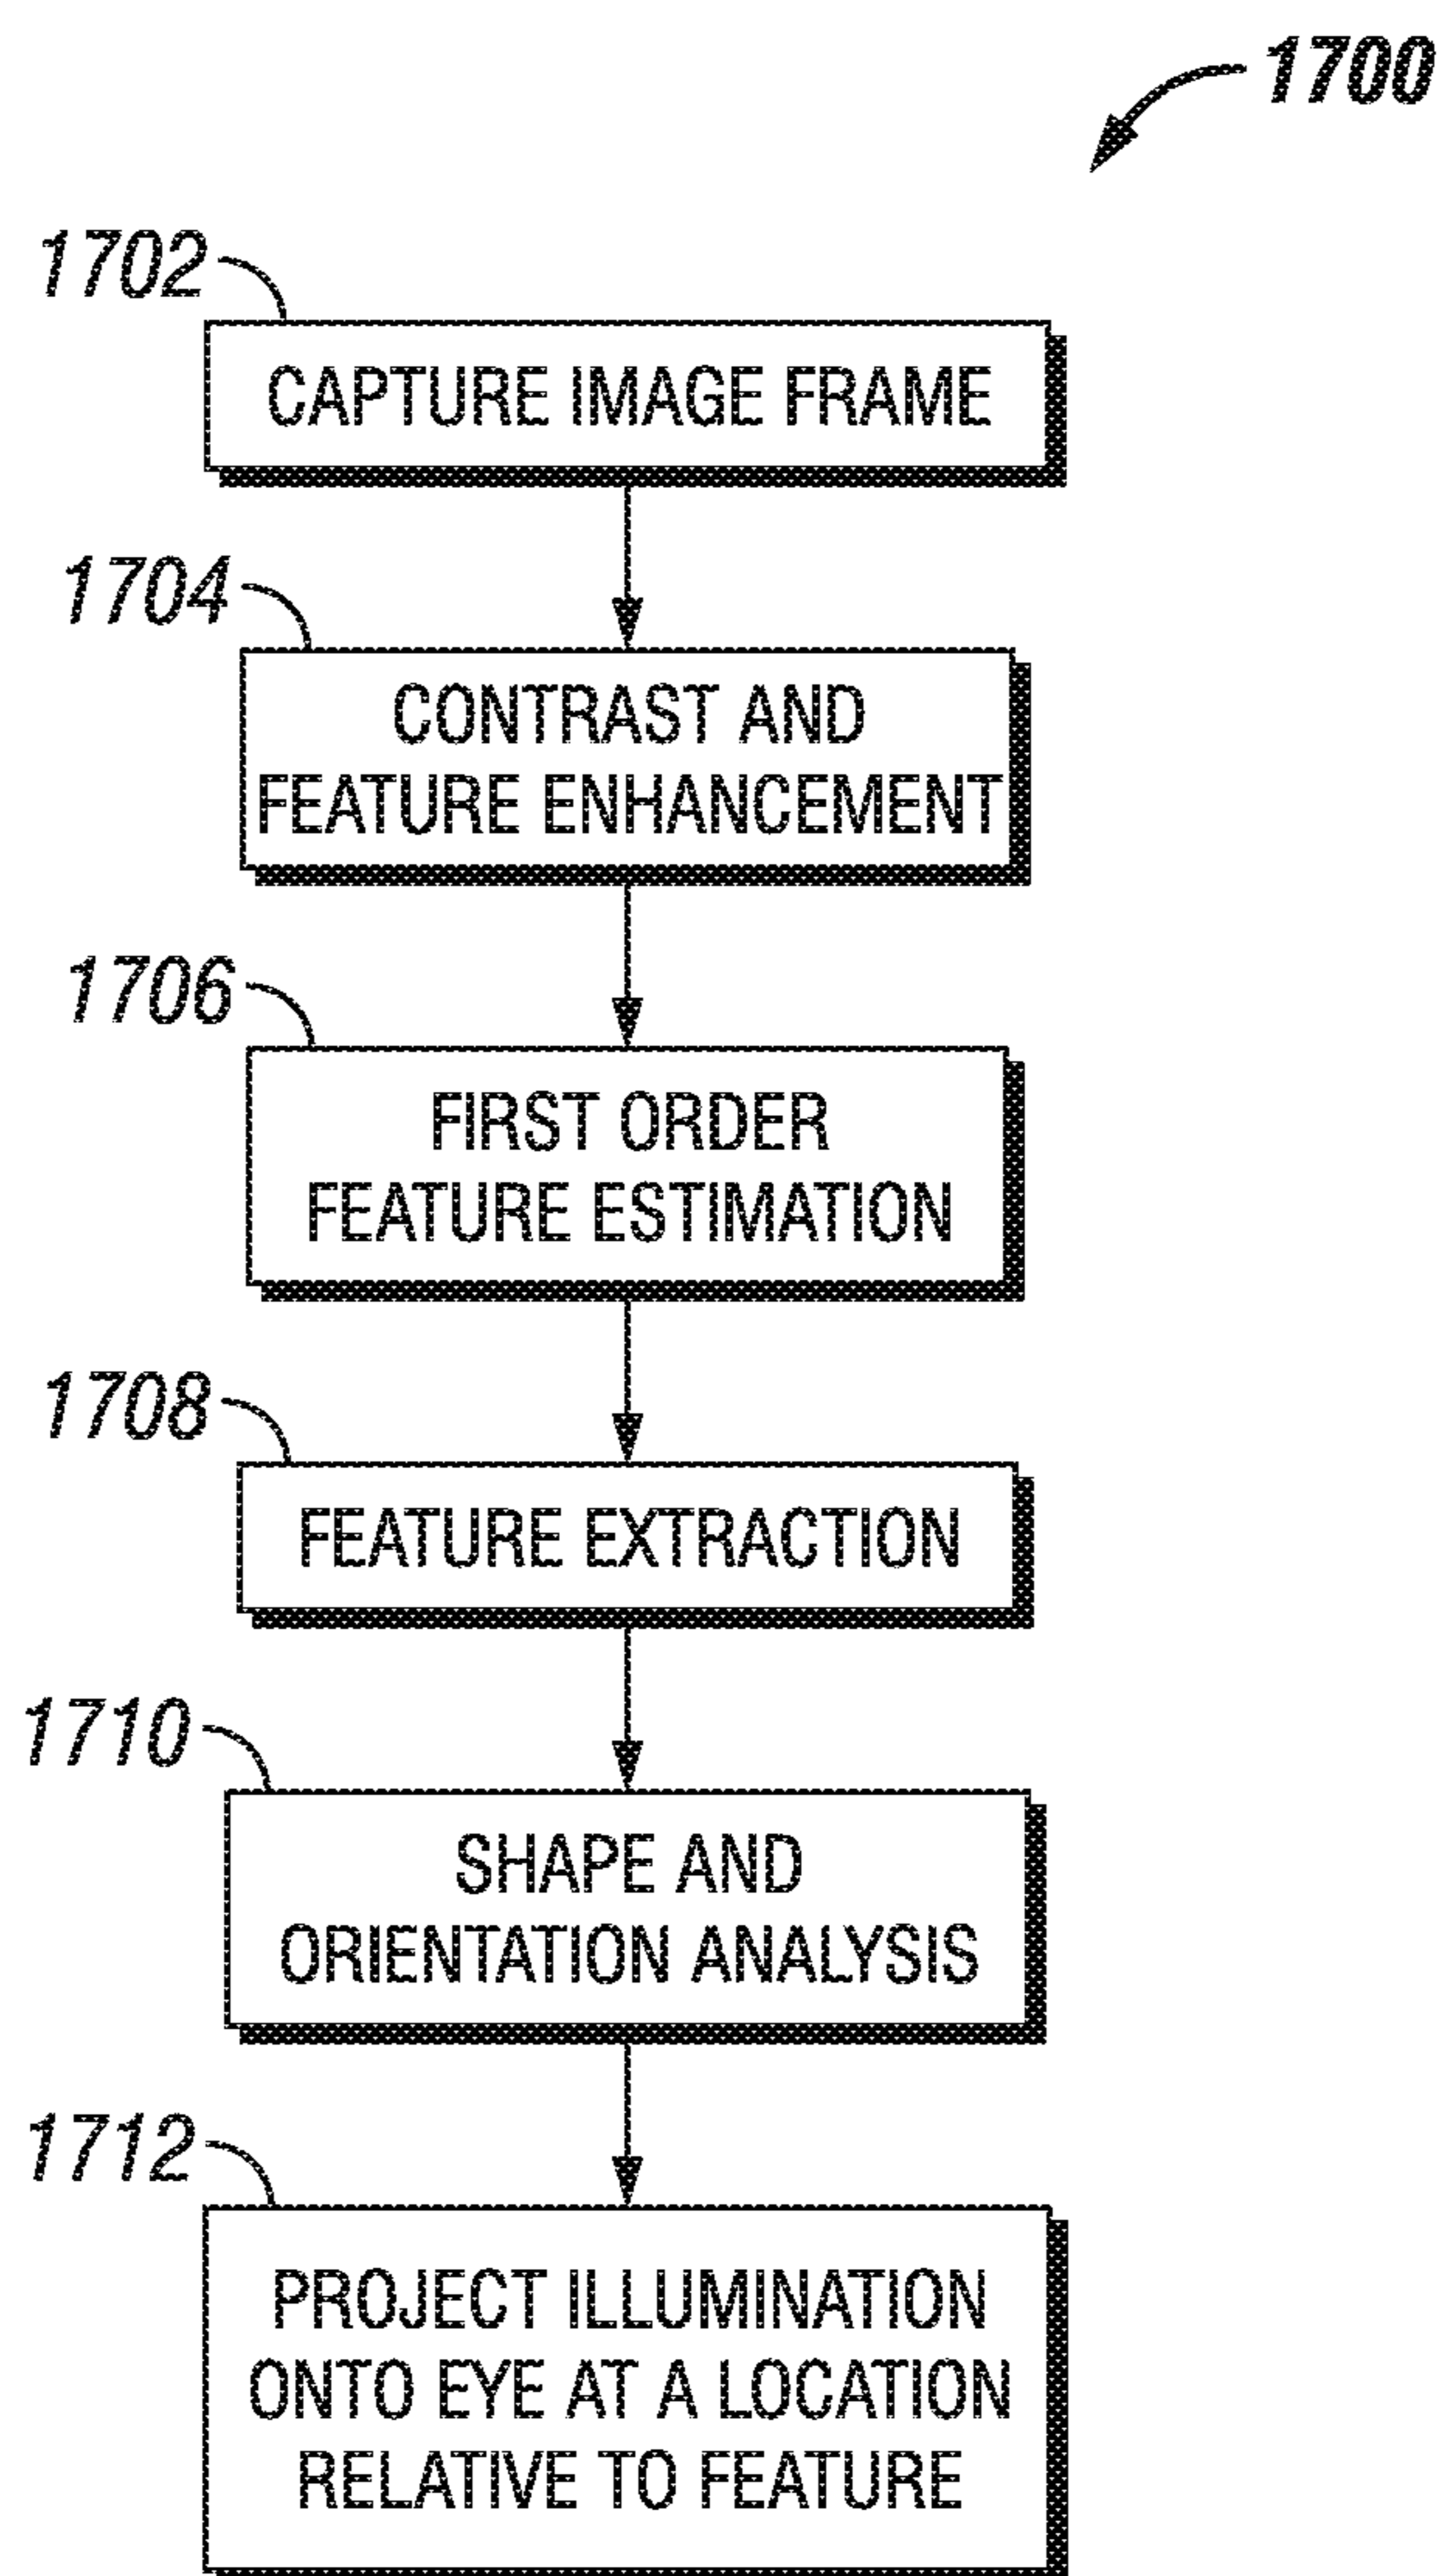 1700
1702
CAPTURE IMAGE FRAME
1704
CONTRAST AND
FEATURE ENHANCEMENT
1706
FIRST ORDER
FEATURE ESTIMATION
1708
FEATURE EXTRACTION
1710
SHAPE AND
ORIENTATION ANALYSIS
1712
PROJECT ILLUMINATION
ONTO EYE AT A LOCATION
RELATIVE TO FEATURE